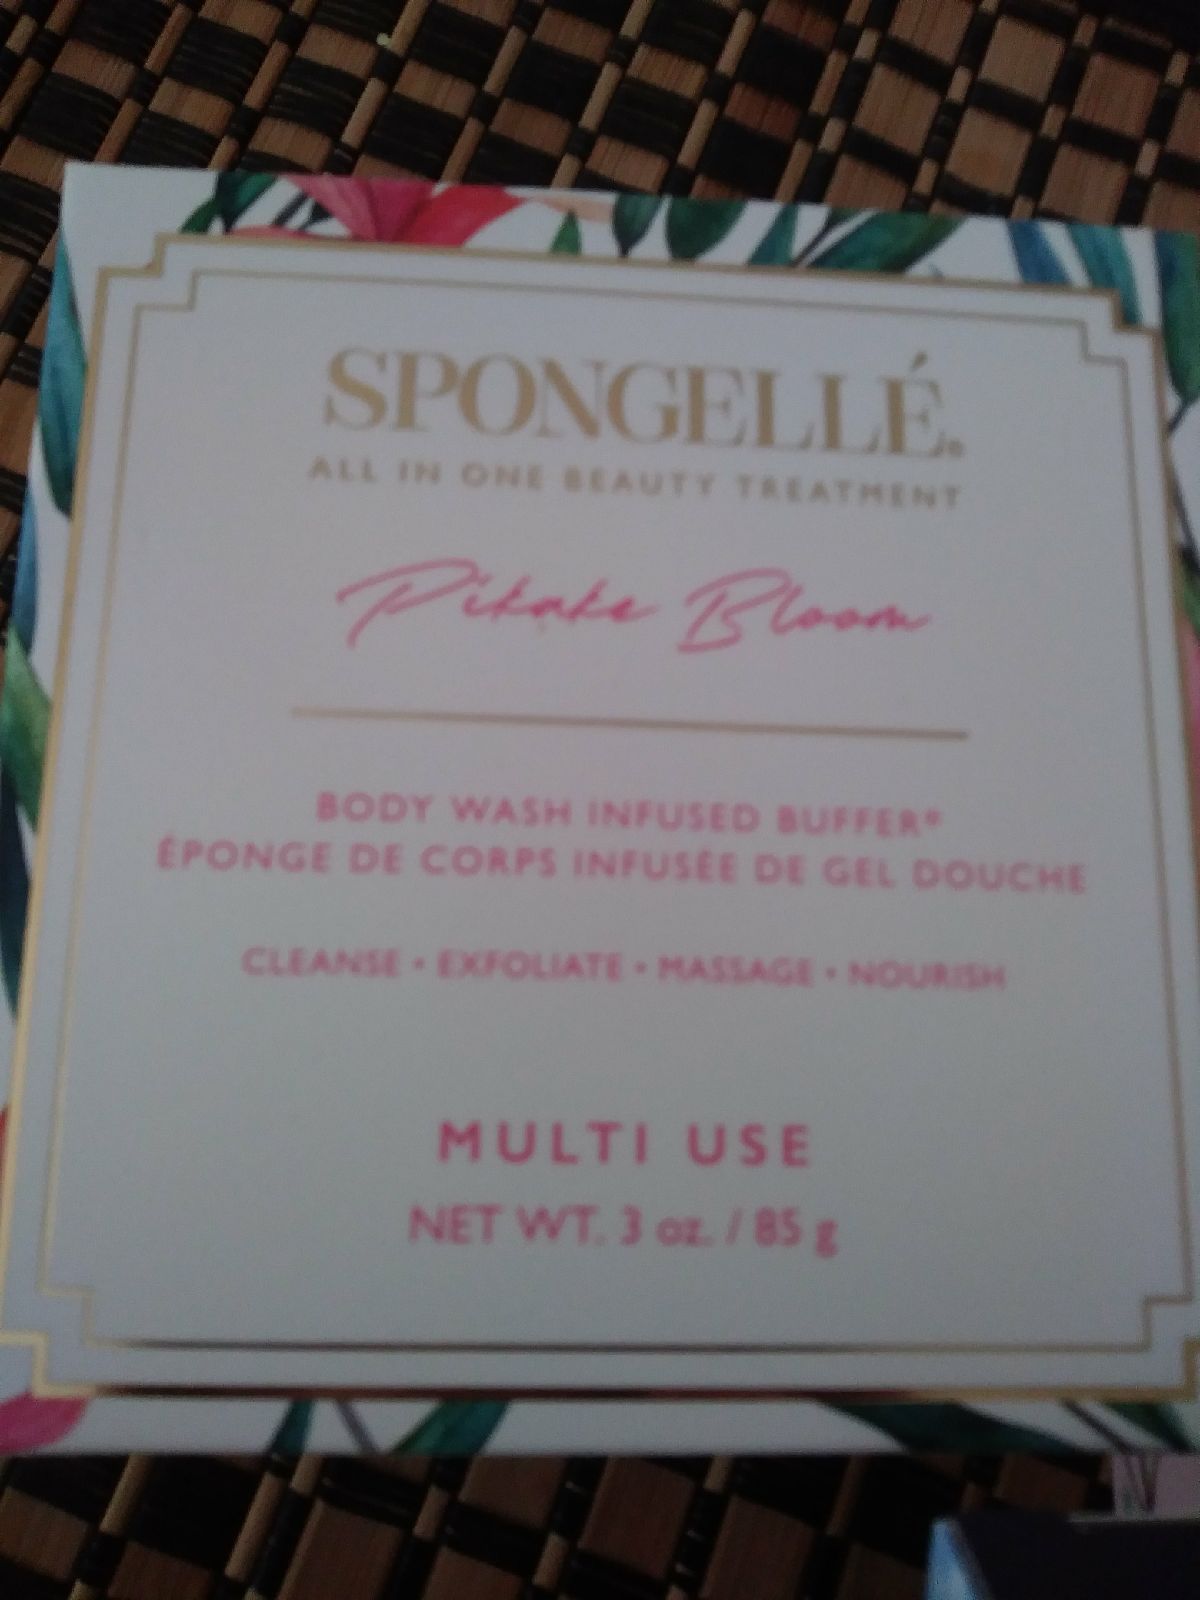 SPONGELLÉ®
ALL IN ONE BEAUTY TREATMENT
Pikake Bloom
BODY WASH INFUSED BUFFER®
ÉPONGE DE CORPS INFUSÉE DE GEL DOUCHE
CLEANSE • EXFOLIATE • MASSAGE • NOURISH
MULTI USE
NET WT. 3 oz. / 85 g